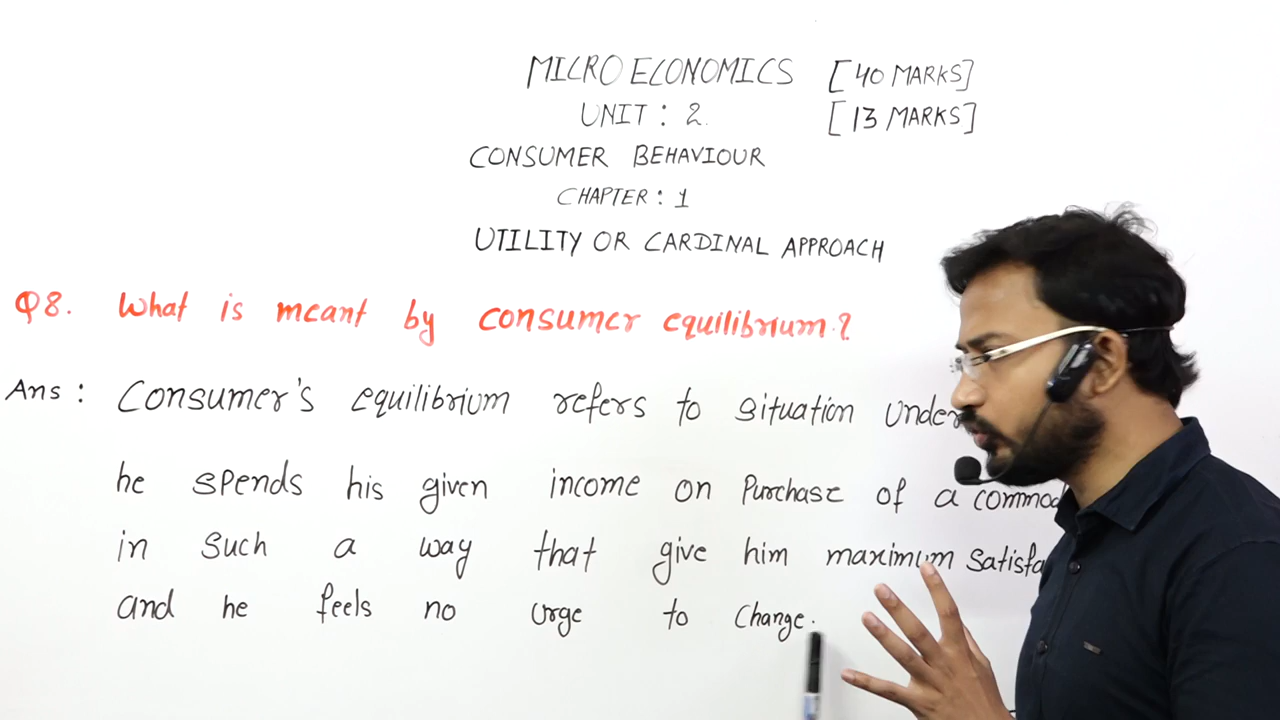 MICRO ECONOMICS [40 MARKS]
UNIT : 2. [13 MARKS]
CONSUMER BEHAVIOUR
CHAPTER : 1
UTILITY OR CARDINAL APPROACH
Q8. What is meant by consumer equilibrium?
Ans : Consumer's equilibrium refers to situation under
he spends his given income on Purchase of a commod
in such a way that give him maximum Satisfa
and he feels no urge to Change.